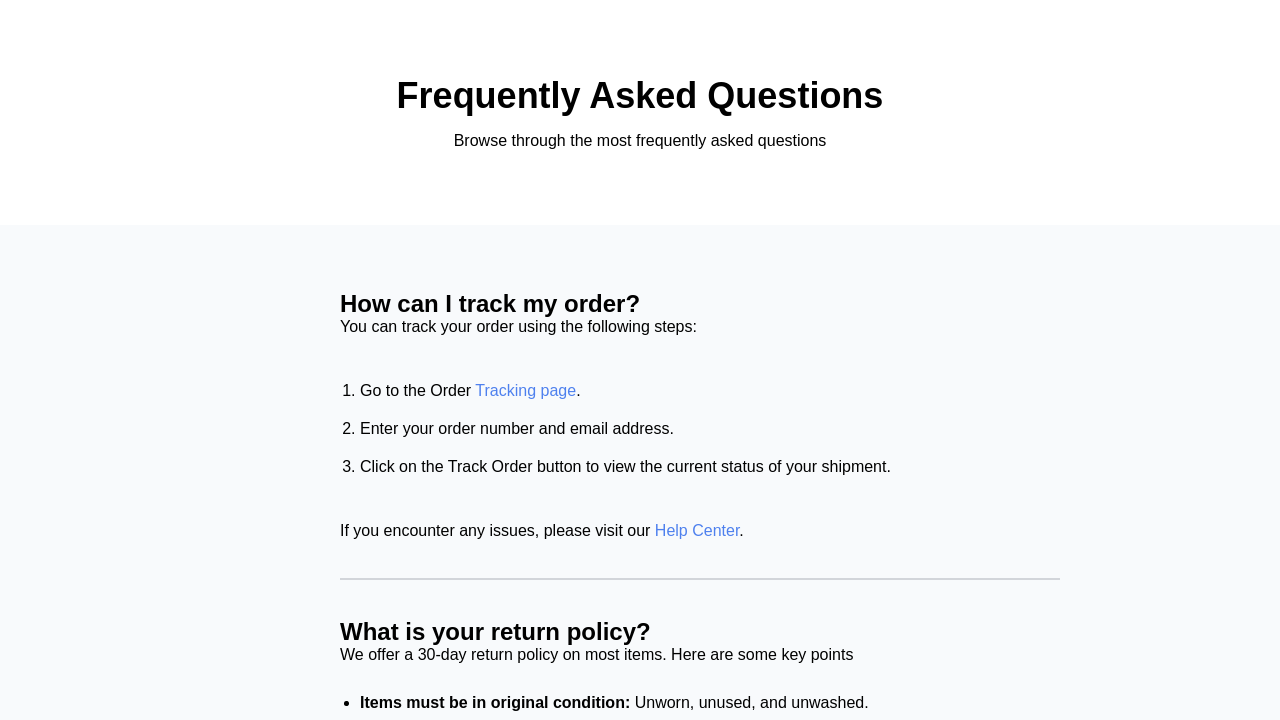 Frequently Asked Questions
Browse through the most frequently asked questions
How can I track my order?
You can track your order using the following steps:
1. Go to the Order Tracking page.
2. Enter your order number and email address.
3. Click on the Track Order button to view the current status of your shipment.
If you encounter any issues, please visit our Help Center.
What is your return policy?
We offer a 30-day return policy on most items. Here are some key points
• Items must be in original condition: Unworn, unused, and unwashed.